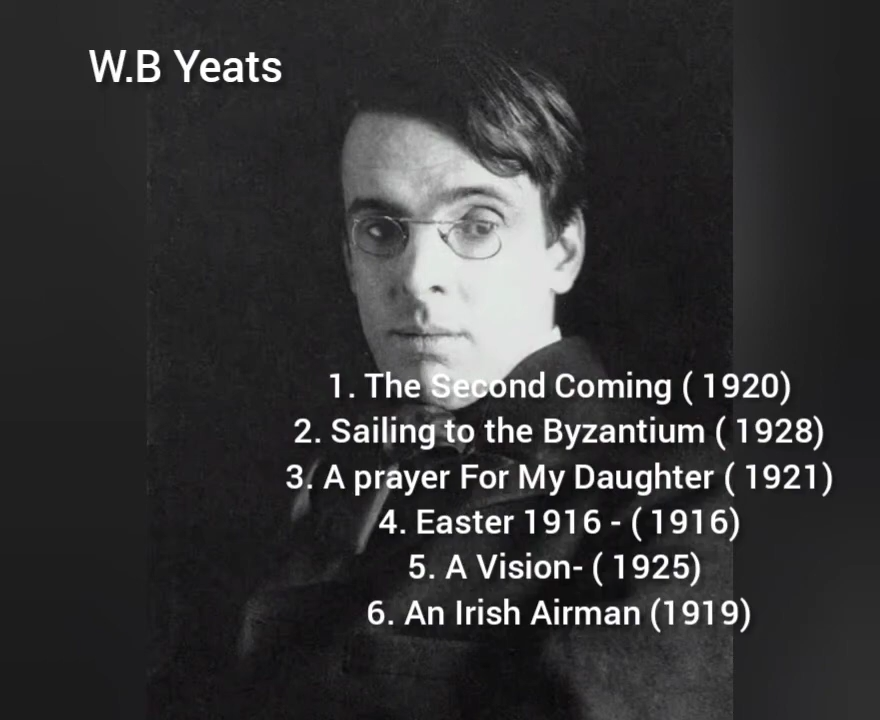 W.B Yeats
1. The Second Coming ( 1920)
2. Sailing to the Byzantium ( 1928)
3. A prayer For My Daughter ( 1921)
4. Easter 1916 - ( 1916)
5. A Vision- ( 1925)
6. An Irish Airman (1919)